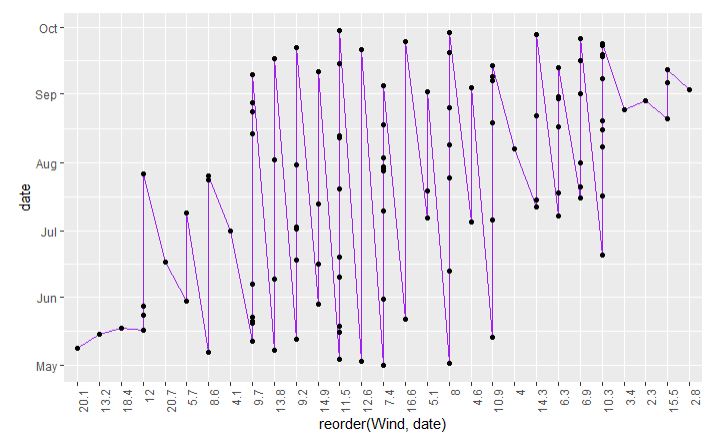 Oct
Sep
Aug
Jul
Jun
May
date
20.1 13.2 18.4 12 20.7 5.7 8.6 4.1 9.7 13.8 9.2 14.9 11.5 12.6 7.4 16.6 5.1 8 4.6 10.9 4 14.3 6.3 6.9 10.3 3.4 2.3 15.5 2.8
reorder(Wind, date)